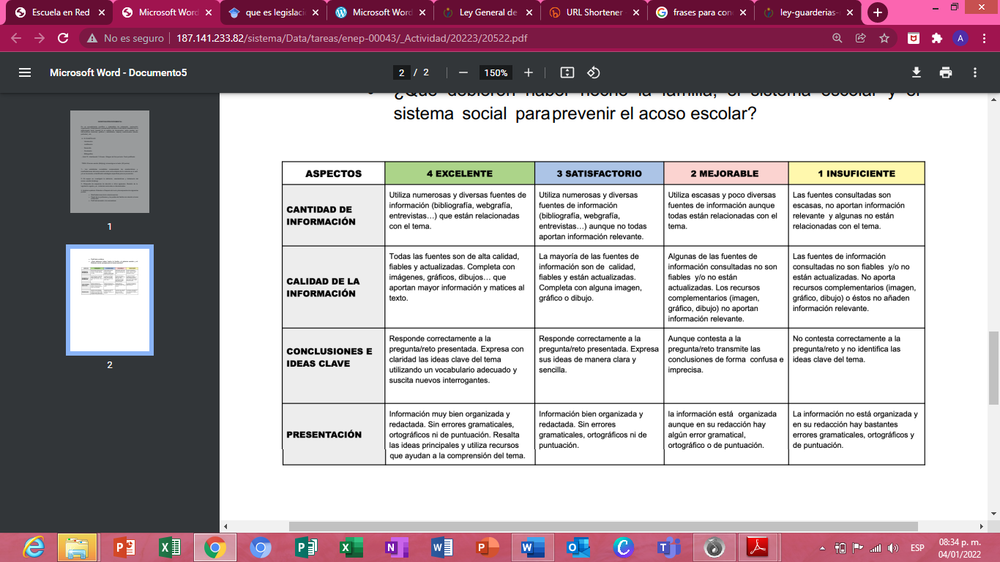 Escuela en Red
Microsoft Word
que es legislaci
Microsoft Word
Ley General de
URL Shortener
frases para con
ley-guarderias-
No es seguro
187.141.233.82/sistema/Data/tareas/enep-00043/_Actividad/20223/20522.pdf
A
Microsoft Word - Documento5
2 / 2
150%
1
2
¿Qué debieron haber hecho la familia, el sistema escolar y el
sistema social para prevenir el acoso escolar?
ASPECTOS
4 EXCELENTE
3 SATISFACTORIO
2 MEJORABLE
1 INSUFICIENTE
CANTIDAD DE
INFORMACIÓN
Utiliza numerosas y diversas fuentes de
información (bibliografía, webgrafía,
entrevistas…) que están relacionadas
con el tema.
Utiliza numerosas y diversas
fuentes de información
(bibliografía, webgrafía,
entrevistas…) aunque no todas
aportan información relevante.
Utiliza escasas y poco diversas
fuentes de información aunque
todas están relacionadas con el
tema.
Las fuentes consultadas son
escasas, no aportan información
relevante y algunas no están
relacionadas con el tema.
CALIDAD DE LA
INFORMACIÓN
Todas las fuentes son de alta calidad,
fiables y actualizadas. Completa con
imágenes, gráficos, dibujos… que
aportan mayor información y matices al
texto.
La mayoría de las fuentes de
información son de calidad,
fiables y están actualizadas.
Completa con alguna imagen,
gráfico o dibujo.
Algunas de las fuentes de
información consultadas no son
fiables y/o no están
actualizadas. Los recursos
complementarios (imagen,
gráfico, dibujo) no aportan
información relevante.
Las fuentes de información
consultadas no son fiables y/o no
están actualizadas. No aporta
recursos complementarios (imagen,
gráfico, dibujo) o éstos no añaden
información relevante.
CONCLUSIONES E
IDEAS CLAVE
Responde correctamente a la
pregunta/reto presentada. Expresa con
claridad las ideas clave del tema
utilizando un vocabulario adecuado y
suscita nuevos interrogantes.
Responde correctamente a la
pregunta/reto presentada. Expresa
sus ideas de manera clara y
sencilla.
Aunque contesta a la
pregunta/reto transmite las
conclusiones de forma confusa e
imprecisa.
No contesta correctamente a la
pregunta/reto y no identifica las
ideas clave del tema.
PRESENTACIÓN
Información muy bien organizada y
redactada. Sin errores gramaticales,
ortográficos ni de puntuación. Resalta
las ideas principales y utiliza recursos
que ayudan a la comprensión del tema.
Información bien organizada y
redactada. Sin errores
gramaticales, ortográficos ni de
puntuación.
la información está organizada
aunque en su redacción hay
algún error gramatical,
ortográfico o de puntuación.
La información no está organizada y
en su redacción hay bastantes
errores gramaticales, ortográficos y
de puntuación.
ESP
08:34 p. m.
04/01/2022